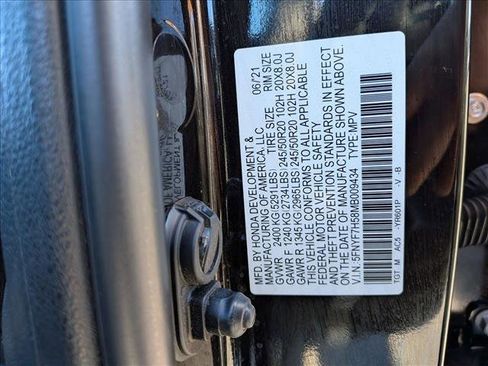 MFD. BY HONDA DEVELOPMENT & 06/21
MANUFACTURING OF AMERICA, LLC
GVWR 2400 KG(5291LBS) TIRE SIZE RIM SIZE
GAWR F 1240 KG(2734LBS) 245/50R20 102H 20X8.0J
GAWR R 1345 KG(2965LBS) 245/50R20 102H 20X8.0J
THIS VEHICLE CONFORMS TO ALL APPLICABLE
FEDERAL MOTOR VEHICLE SAFETY
AND THEFT PREVENTION STANDARDS IN EFFECT
ON THE DATE OF MANUFACTURE SHOWN ABOVE.
V.I.N. 5FNYF7H58MB009434 TYPE:MPV
TGT M AC5 -YR601P -V -B